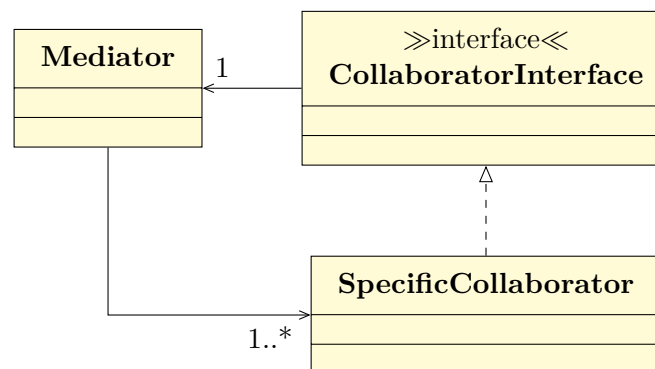 Mediator
1
≫interface≪
CollaboratorInterface
SpecificCollaborator
1..*